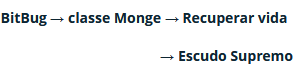 BitBug → classe Monge → Recuperar vida
→ Escudo Supremo